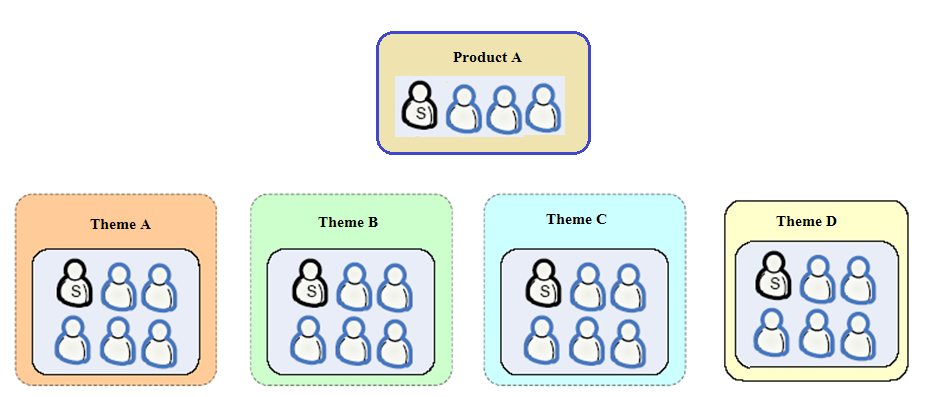 Product A
S
Theme A
Theme B
Theme C
Theme D
S
S
S
S